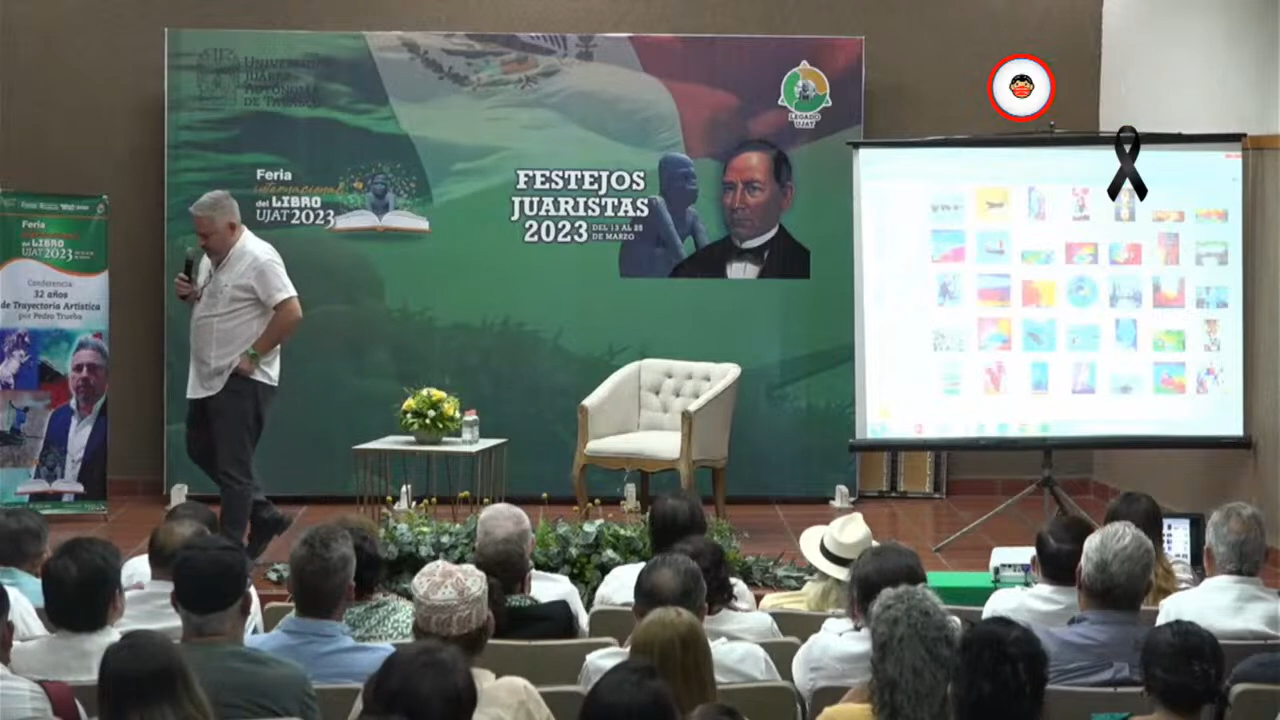 UNIVERSIDAD
JUÁREZ
AUTÓNOMA
DE TABASCO
Feria
internacional
del LIBRO
UJAT 2023
FESTEJOS
JUARISTAS
2023 DEL 13 AL 28
DE MARZO
LEGADO
UJAT
Feria
del LIBRO
UJAT 2023
Conferencia
32 años
de Trayectoria Artística
por Pedro Trueba